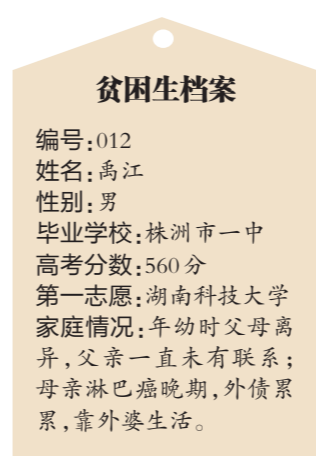 贫困生档案
编号:012
姓名:禹江
性别:男
毕业学校:株洲市一中
高考分数:560分
第一志愿:湖南科技大学
家庭情况:年幼时父母离
异,父亲一直未有联系;
母亲淋巴癌晚期,外债累
累,靠外婆生活。